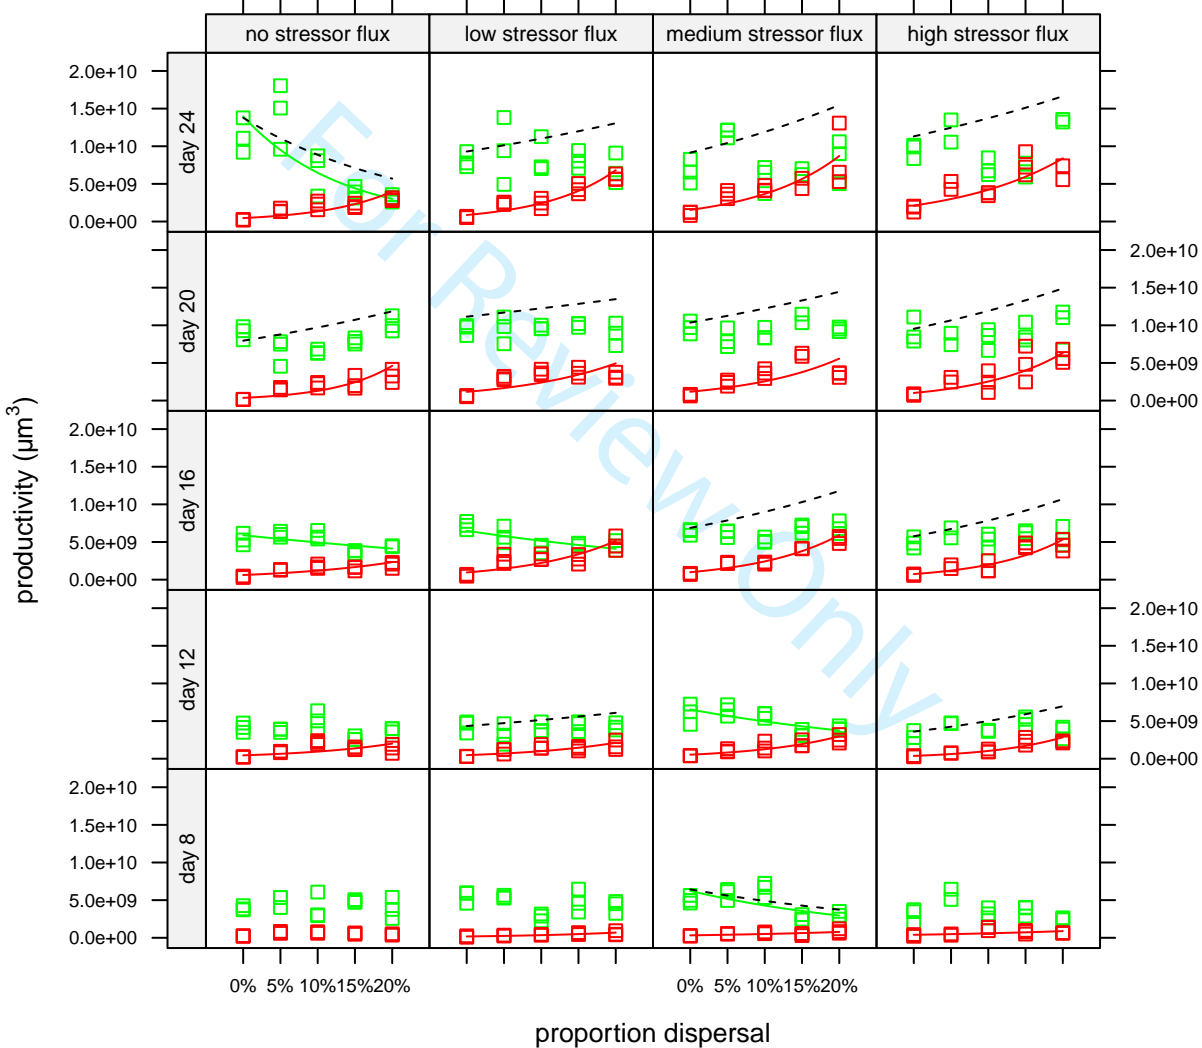 no stressor flux low stressor flux medium stressor flux high stressor flux
day 24
2.0e+10
1.5e+10
1.0e+10
5.0e+09
0.0e+00
day 20
2.0e+10
1.5e+10
1.0e+10
5.0e+09
0.0e+00
day 16
2.0e+10
1.5e+10
1.0e+10
5.0e+09
0.0e+00
day 12
2.0e+10
1.5e+10
1.0e+10
5.0e+09
0.0e+00
day 8
2.0e+10
1.5e+10
1.0e+10
5.0e+09
0.0e+00
0% 5% 10% 15% 20% 0% 5% 10% 15% 20%
proportion dispersal
productivity (µm³)
For Review Only